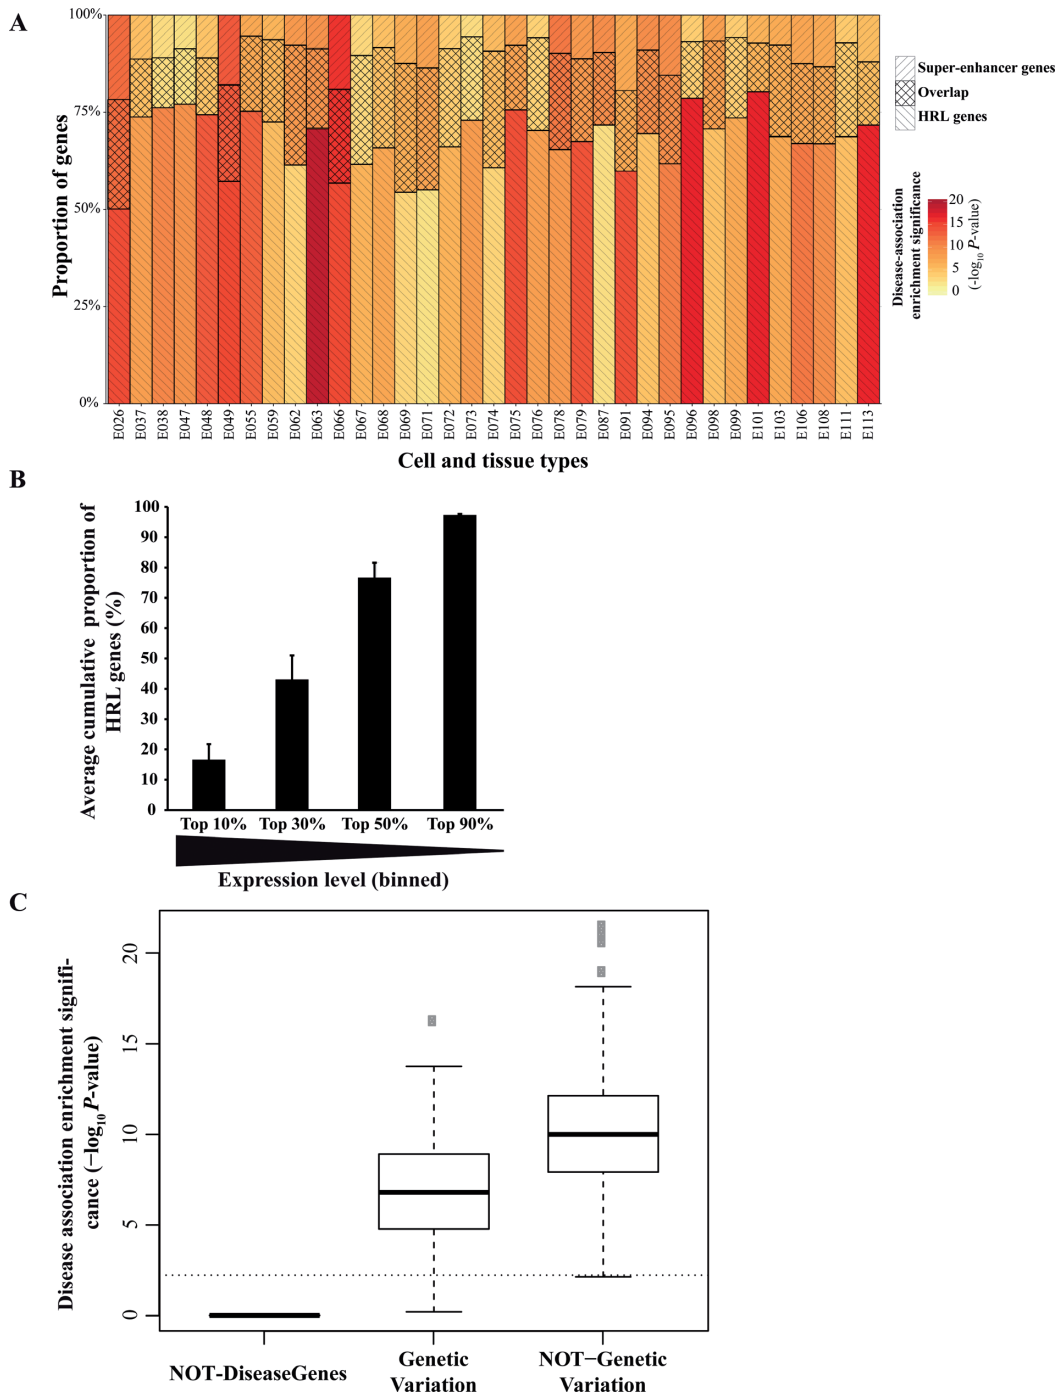 A
Proportion of genes
100%
75%
50%
25%
0%
E026 E037 E038 E047 E048 E049 E055 E059 E062 E063 E066 E067 E068 E069 E071 E072 E073 E074 E075 E076 E078 E079 E087 E091 E094 E095 E096 E098 E099 E101 E103 E106 E108 E111 E113
Cell and tissue types
Super-enhancer genes
Overlap
HRL genes
Disease-association
enrichment significance
(-log₁₀ P-value)
20
15
10
5
0
B
Average cumulative proportion of
HRL genes (%)
100
90
80
70
60
50
40
30
20
10
0
Top 10% Top 30% Top 50% Top 90%
Expression level (binned)
C
Disease association enrichment signifi-
cance (−log₁₀ P-value)
20
15
10
5
0
NOT-DiseaseGenes
Genetic
Variation
NOT−Genetic
Variation